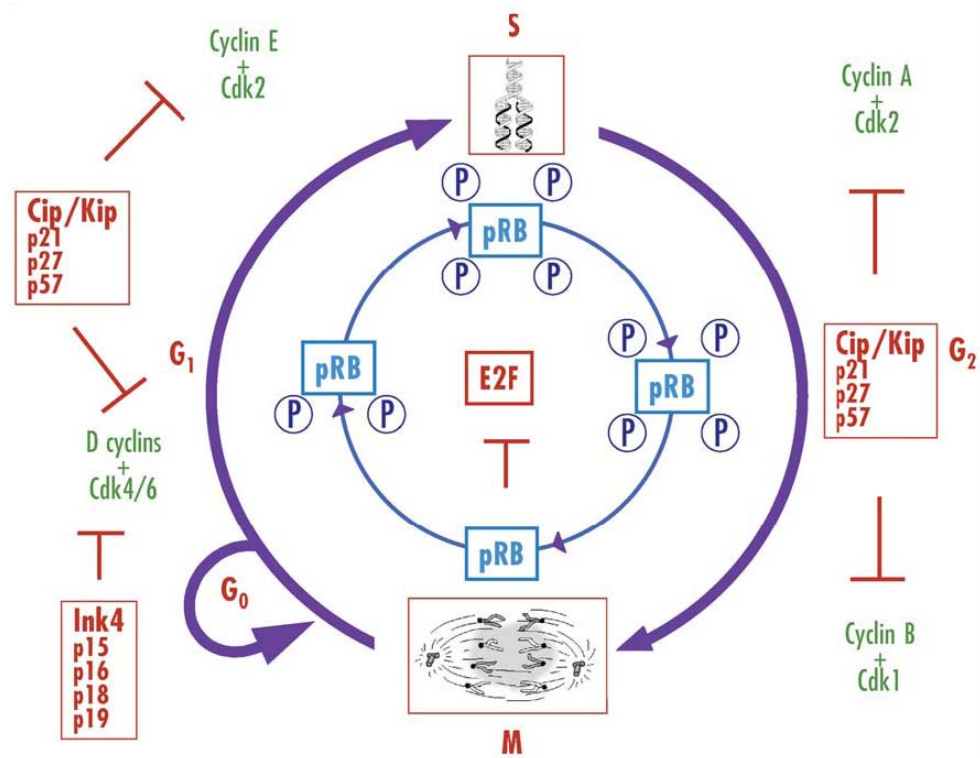 S
Cyclin E
+
Cdk2
Cyclin A
+
Cdk2
P P
pRB
P P
Cip/Kip
p21
p27
p57
G1
pRB
P P
E2F
P P
pRB
P P
Cip/Kip
p21
p27
p57
G2
D cyclins
+
Cdk4/6
pRB
G0
Ink4
p15
p16
p18
p19
Cyclin B
+
Cdk1
M